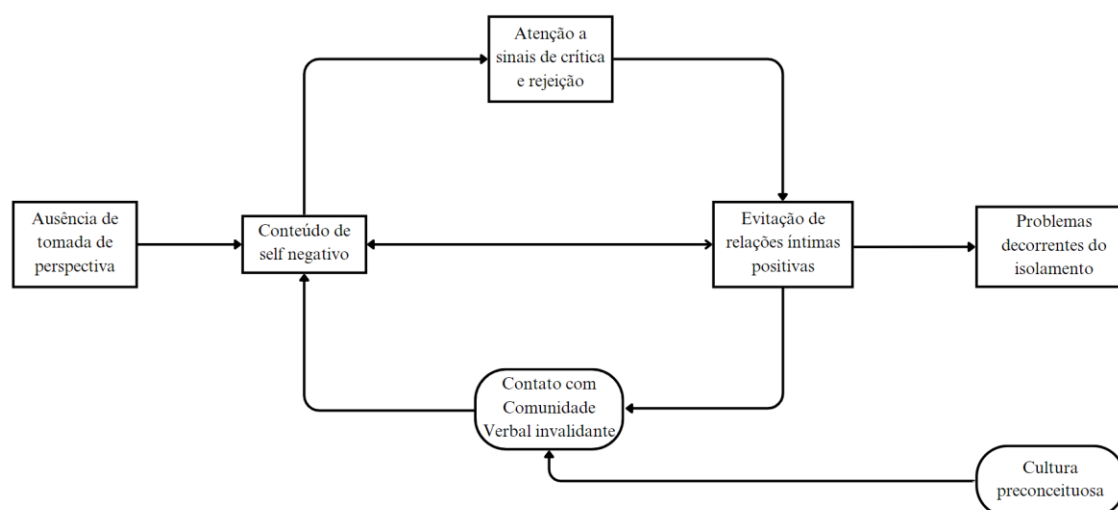 Atenção a
sinais de crítica
e rejeição
Ausência de
tomada de
perspectiva
Conteúdo de
self negativo
Evitação de
relações íntimas
positivas
Problemas
decorrentes do
isolamento
Contato com
Comunidade
Verbal invalidante
Cultura
preconceituosa